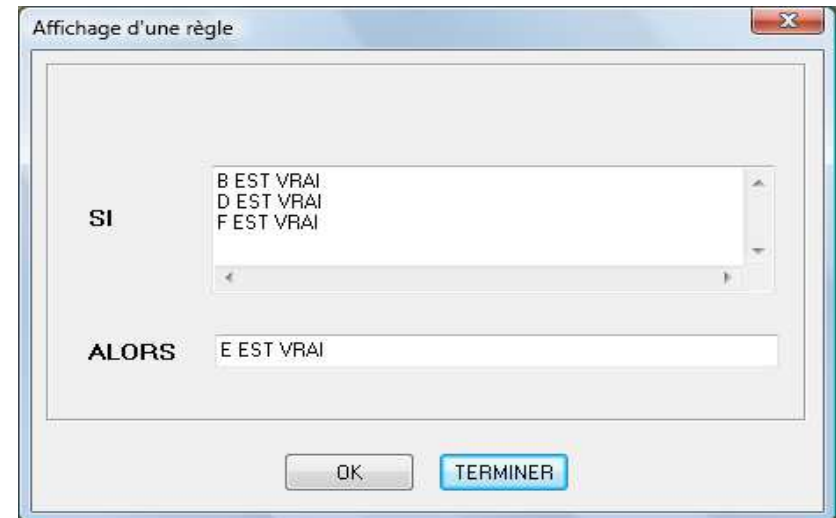 Affichage d'une règle
SI
B EST VRAI
D EST VRAI
F EST VRAI
ALORS
E EST VRAI
OK
TERMINER